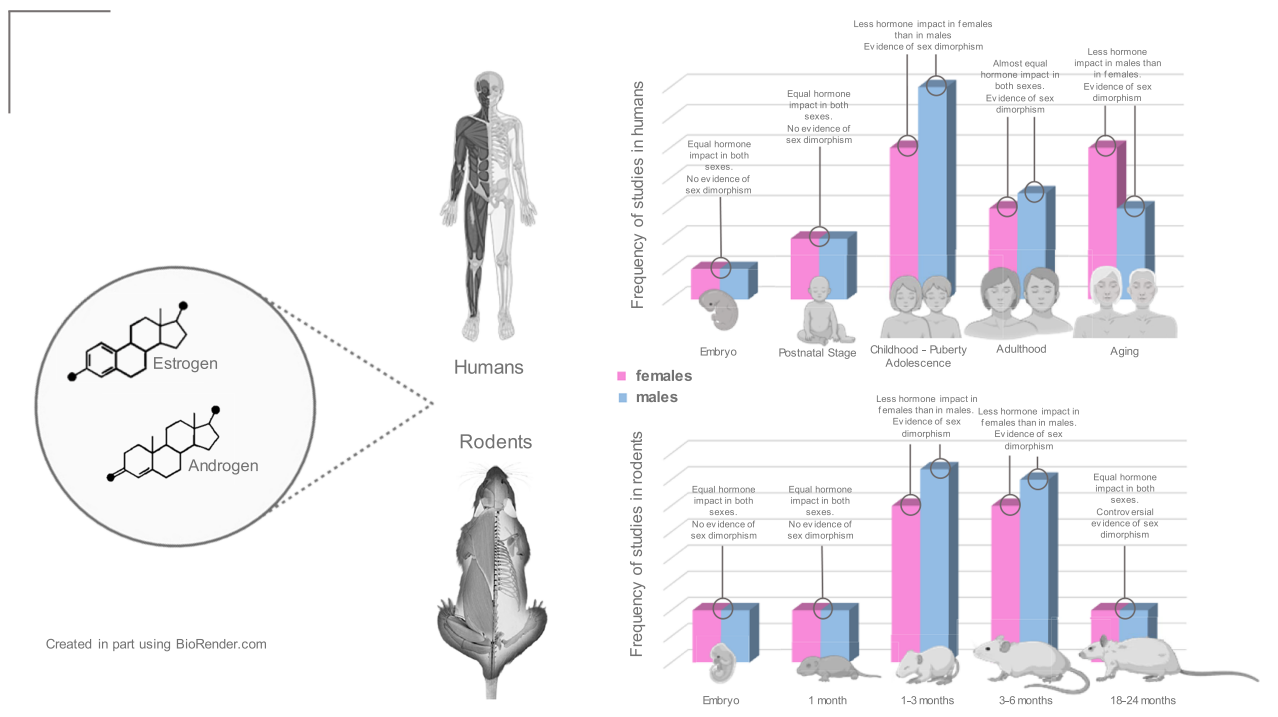 Estrogen
Androgen
Created in part using BioRender.com
Humans
Rodents
Frequency of studies in humans
Equal hormone
impact in both
sexes.
No evidence of
sex dimorphism
Equal hormone
impact in both
sexes.
No evidence of
sex dimorphism
Less hormone impact in females
than in males
Evidence of sex dimorphism
Almost equal
hormone impact in
both sexes.
Evidence of sex
dimorphism
Less hormone
impact in males than
in females.
Evidence of sex
dimorphism
Embryo
Postnatal Stage
Childhood – Puberty
Adolescence
Adulthood
Aging
females
males
Frequency of studies in rodents
Equal hormone
impact in both
sexes.
No evidence of
sex dimorphism
Equal hormone
impact in both
sexes.
No evidence of
sex dimorphism
Less hormone impact in
females than in males.
Evidence of sex
dimorphism
Less hormone impact in
females than in males.
Evidence of sex
dimorphism
Equal hormone
impact in both
sexes.
Controversial
evidence of sex
dimorphism
Embryo
1 month
1-3 months
3-6 months
18-24 months